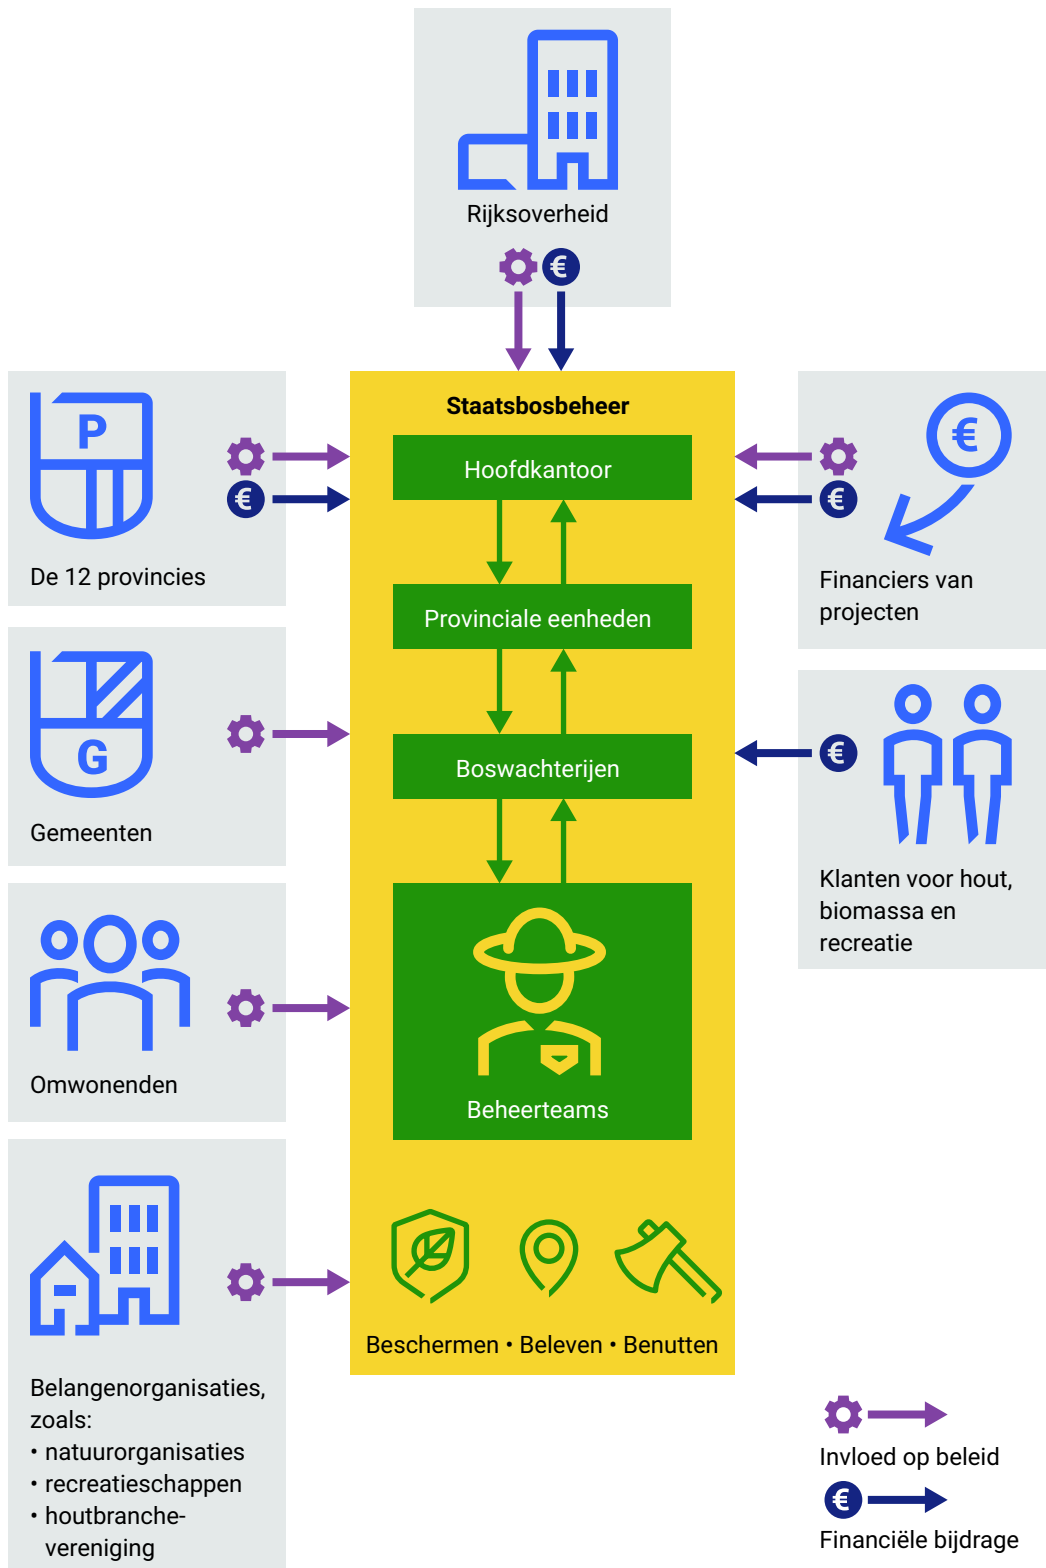 Rijksoverheid
€
Staatsbosbeheer
P
€
De 12 provincies
Hoofdkantoor
€
€
Financiers van
projecten
Provinciale eenheden
G
Gemeenten
Boswachterijen
€
Klanten voor hout,
biomassa en
recreatie
Omwonenden
Beheerteams
Beschermen • Beleven • Benutten
Belangenorganisaties,
zoals:
• natuurorganisaties
• recreatieschappen
• houtbranche-
vereniging
Invloed op beleid
€
Financiële bijdrage